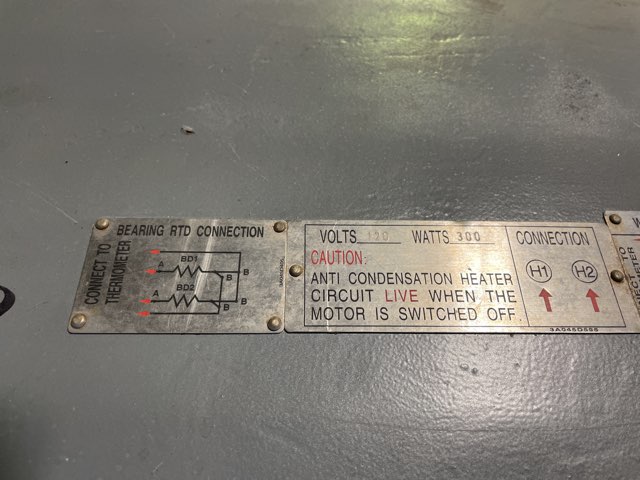 BEARING RTD CONNECTION
CONNECT TO
THERMOMETER
A BD1 B
B
A BD2 B
B
VOLTS 120 WATTS 300
CAUTION:
ANTI CONDENSATION HEATER
CIRCUIT LIVE WHEN THE
MOTOR IS SWITCHED OFF.
CONNECTION
H1 H2
3AS45D556